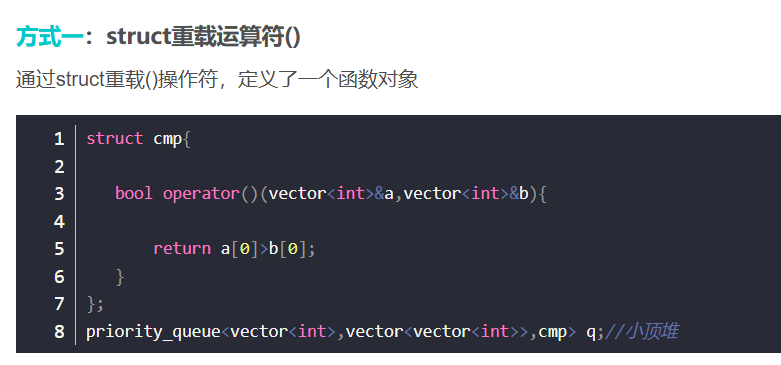 方式一：struct重载运算符()
通过struct重载()操作符，定义了一个函数对象
1 struct cmp{
2
3    bool operator()(vector<int>&a,vector<int>&b){
4
5        return a[0]>b[0];
6    }
7 };
8 priority_queue<vector<int>,vector<vector<int>>,cmp> q;//小顶堆